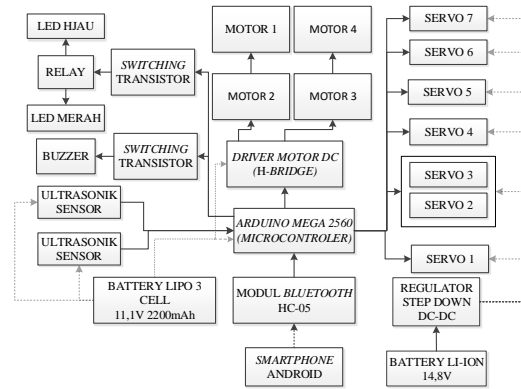 LED HJAU
RELAY
LED MERAH
SWITCHING
TRANSISTOR
BUZZER
SWITCHING
TRANSISTOR
ULTRASONIK
SENSOR
ULTRASONIK
SENSOR
BATTERY LIPO 3
CELL
11,1V 2200mAh
MOTOR 1
MOTOR 4
MOTOR 2
MOTOR 3
DRIVER MOTOR DC
(H-BRIDGE)
ARDUINO MEGA 2560
(MICROCONTROLER)
MODUL BLUETOOTH
HC-05
SMARTPHONE
ANDROID
SERVO 7
SERVO 6
SERVO 5
SERVO 4
SERVO 3
SERVO 2
SERVO 1
REGULATOR
STEP DOWN
DC-DC
BATTERY LI-ION
14,8V